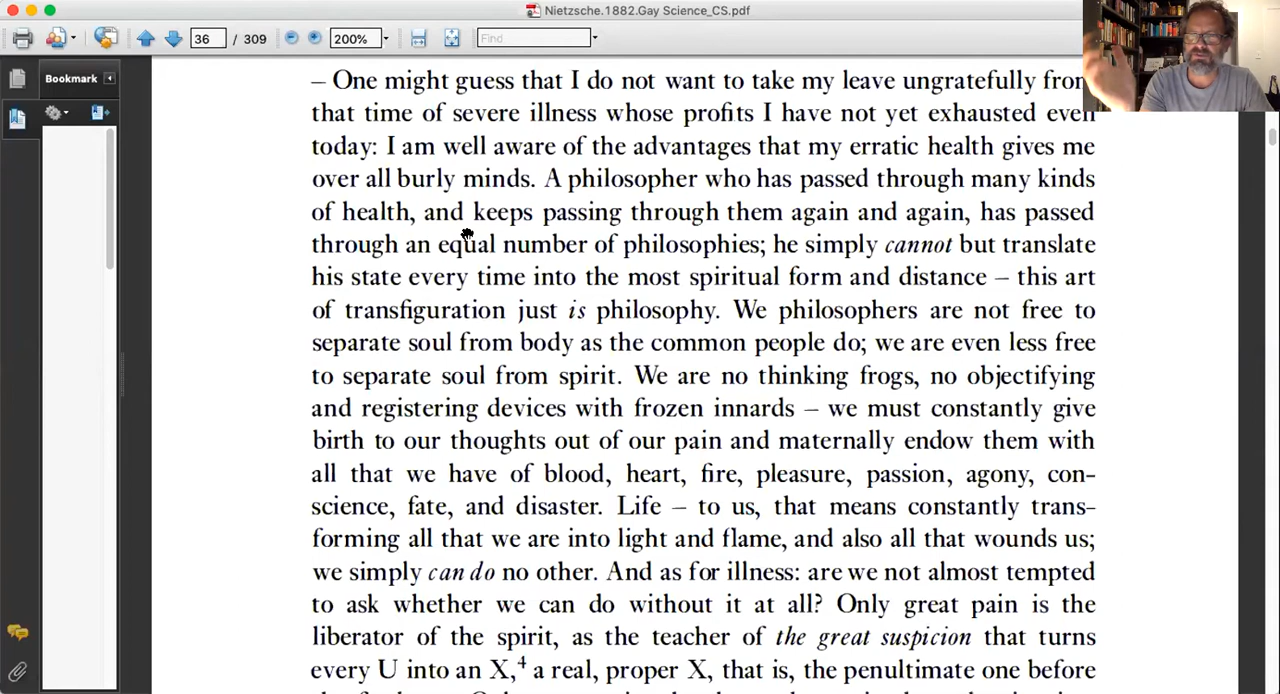 Nietzsche.1882.Gay Science_CS.pdf
36 / 309 200% Find
Bookmark
– One might guess that I do not want to take my leave ungratefully from
that time of severe illness whose profits I have not yet exhausted even
today: I am well aware of the advantages that my erratic health gives me
over all burly minds. A philosopher who has passed through many kinds
of health, and keeps passing through them again and again, has passed
through an equal number of philosophies; he simply cannot but translate
his state every time into the most spiritual form and distance – this art
of transfiguration just is philosophy. We philosophers are not free to
separate soul from body as the common people do; we are even less free
to separate soul from spirit. We are no thinking frogs, no objectifying
and registering devices with frozen innards – we must constantly give
birth to our thoughts out of our pain and maternally endow them with
all that we have of blood, heart, fire, pleasure, passion, agony, con-
science, fate, and disaster. Life – to us, that means constantly trans-
forming all that we are into light and flame, and also all that wounds us;
we simply can do no other. And as for illness: are we not almost tempted
to ask whether we can do without it at all? Only great pain is the
liberator of the spirit, as the teacher of the great suspicion that turns
every U into an X,⁴ a real, proper X, that is, the penultimate one before